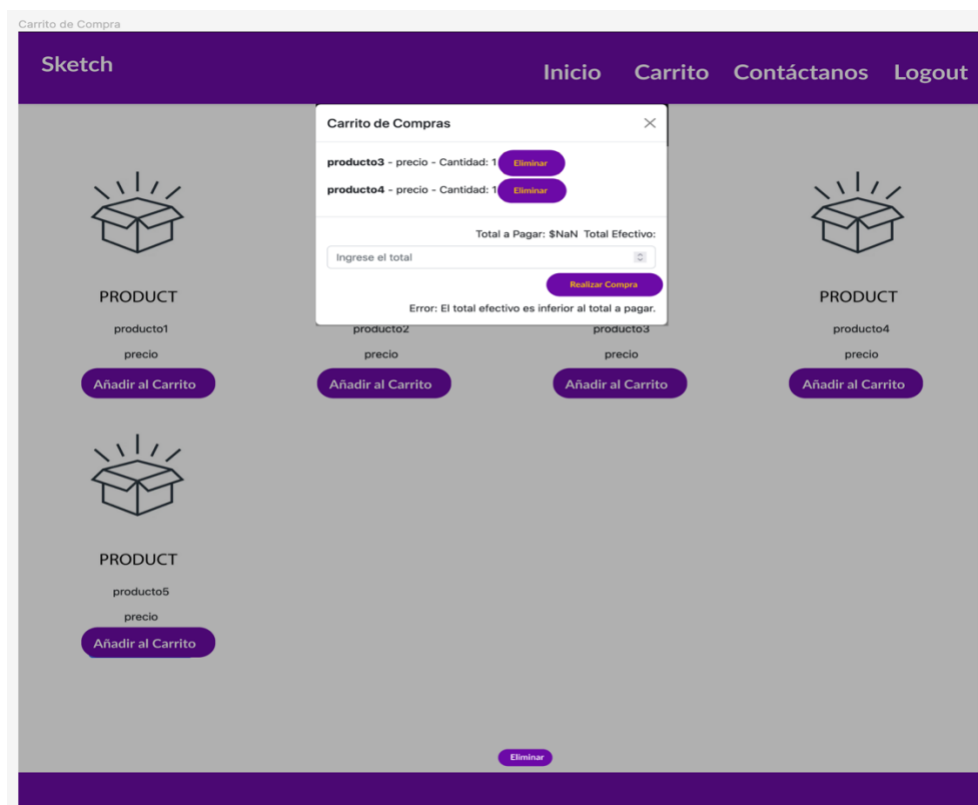 Carrito de Compra
Sketch
Inicio Carrito Contáctanos Logout
Carrito de Compras
producto3 - precio - Cantidad: 1 Eliminar
producto4 - precio - Cantidad: 1 Eliminar
Total a Pagar: $NaN Total Efectivo:
Ingrese el total
Realizar Compra
Error: El total efectivo es inferior al total a pagar.
PRODUCT PRODUCT
producto1 producto2 producto3 producto4
precio precio precio precio
Añadir al Carrito Añadir al Carrito Añadir al Carrito Añadir al Carrito
PRODUCT
producto5
precio
Añadir al Carrito
Eliminar